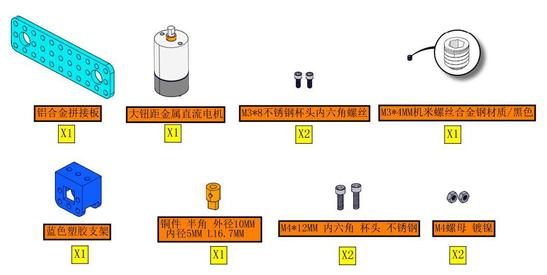 铝合金拼接板
大钮距金属直流电机
M3*8不锈钢杯头内六角螺丝
M3*4MM机米螺丝合金钢材质/黑色
X1
X1
X2
X1
蓝色塑胶支架
铜件 半角 外径10MM
内径5MM L16.7MM
M4*12MM 内六角 杯头 不锈钢
M4螺母 镀镍
X1
X1
X2
X2